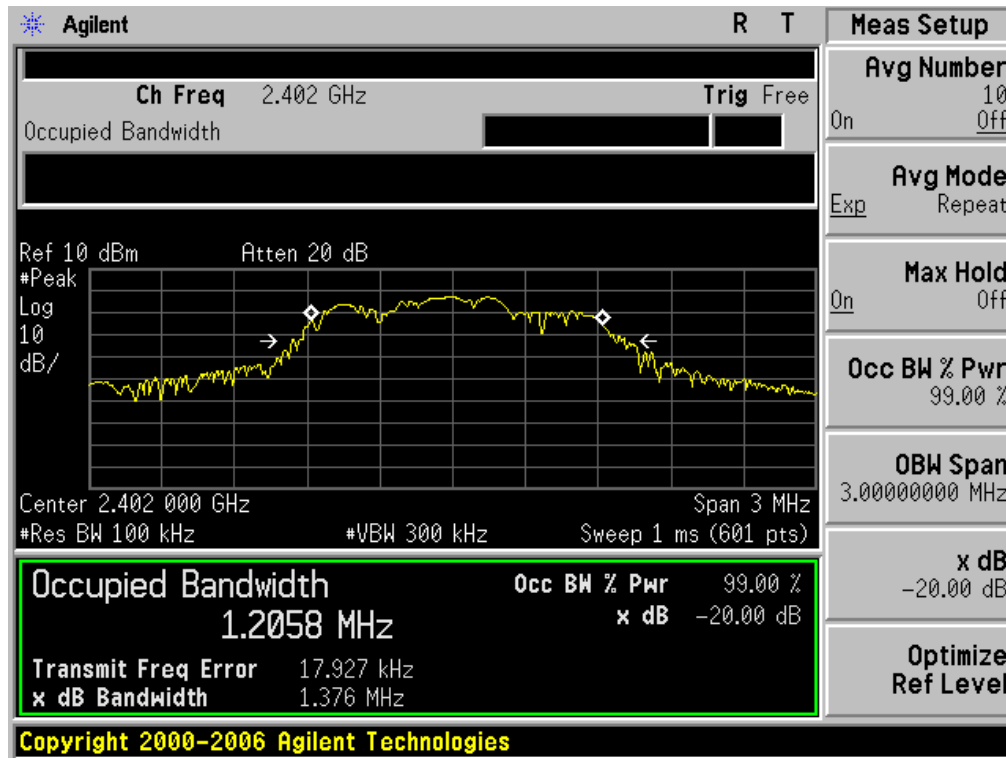 Agilent R T
Ch Freq 2.402 GHz Trig Free
Occupied Bandwidth
Ref 10 dBm Atten 20 dB
#Peak
Log
10
dB/
Center 2.402 000 GHz Span 3 MHz
#Res BW 100 kHz #VBW 300 kHz Sweep 1 ms (601 pts)
Occupied Bandwidth Occ BW % Pwr 99.00 %
1.2058 MHz x dB -20.00 dB
Transmit Freq Error 17.927 kHz
x dB Bandwidth 1.376 MHz
Copyright 2000-2006 Agilent Technologies
Meas Setup
Avg Number
10
On Off
Avg Mode
Exp Repeat
Max Hold
On Off
Occ BW % Pwr
99.00 %
OBW Span
3.00000000 MHz
x dB
-20.00 dB
Optimize
Ref Level